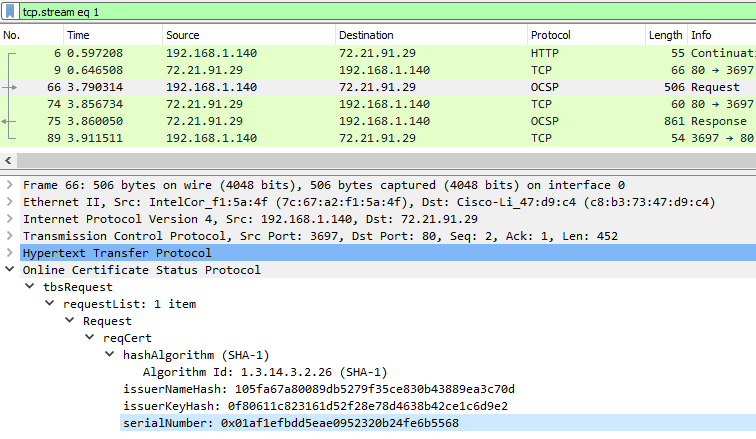 tcp.stream eq 1
No. Time Source Destination Protocol Length Info
6 0.597208 192.168.1.140 72.21.91.29 HTTP 55 Continuat
9 0.646508 72.21.91.29 192.168.1.140 TCP 66 80 → 3697
66 3.790314 192.168.1.140 72.21.91.29 OCSP 506 Request
74 3.856734 72.21.91.29 192.168.1.140 TCP 60 80 → 3697
75 3.860050 72.21.91.29 192.168.1.140 OCSP 861 Response
89 3.911511 192.168.1.140 72.21.91.29 TCP 54 3697 → 80
Frame 66: 506 bytes on wire (4048 bits), 506 bytes captured (4048 bits) on interface 0
Ethernet II, Src: IntelCor_f1:5a:4f (7c:67:a2:f1:5a:4f), Dst: Cisco-Li_47:d9:c4 (c8:b3:73:47:d9:c4)
Internet Protocol Version 4, Src: 192.168.1.140, Dst: 72.21.91.29
Transmission Control Protocol, Src Port: 3697, Dst Port: 80, Seq: 2, Ack: 1, Len: 452
Hypertext Transfer Protocol
Online Certificate Status Protocol
tbsRequest
requestList: 1 item
Request
reqCert
hashAlgorithm (SHA-1)
Algorithm Id: 1.3.14.3.2.26 (SHA-1)
issuerNameHash: 105fa67a80089db5279f35ce830b43889ea3c70d
issuerKeyHash: 0f80611c823161d52f28e78d4638b42ce1c6d9e2
serialNumber: 0x01af1efbdd5eae0952320b24fe6b5568